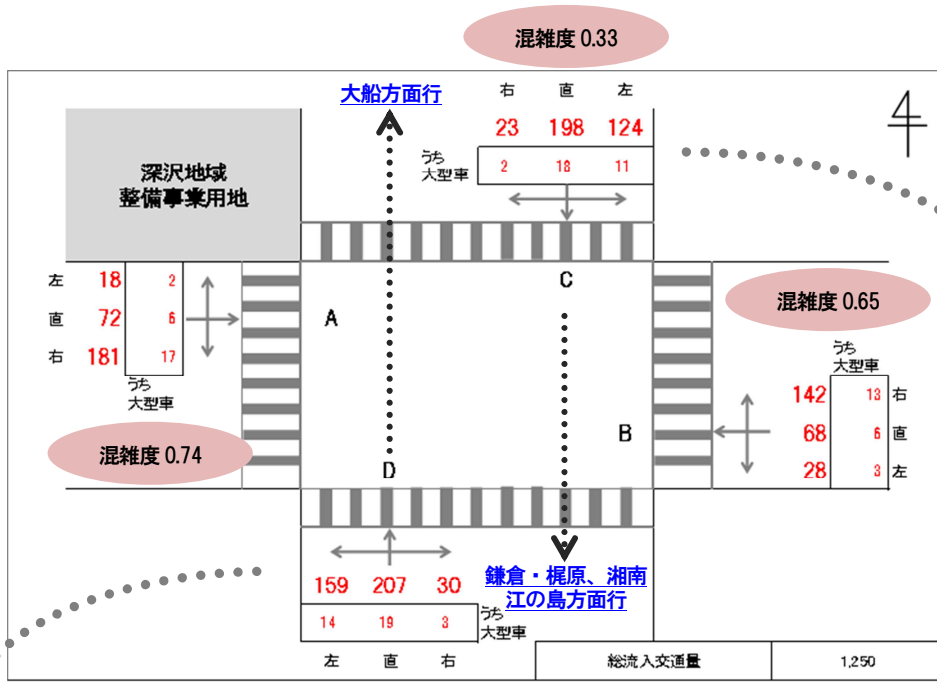 混雑度 0.33
大船方面行
右 直 左
23 198 124
うち
大型車
2 18 11
深沢地域
整備事業用地
左 18 2
直 72 6
右 181 17
うち
大型車
混雑度 0.74
A
C
B
D
混雑度 0.65
うち
大型車
142 13 右
68 6 直
28 3 左
159 207 30
14 19 3
うち
大型車
左 直 右
鎌倉・梶原、湘南
江の島方面行
総流入交通量 1,250